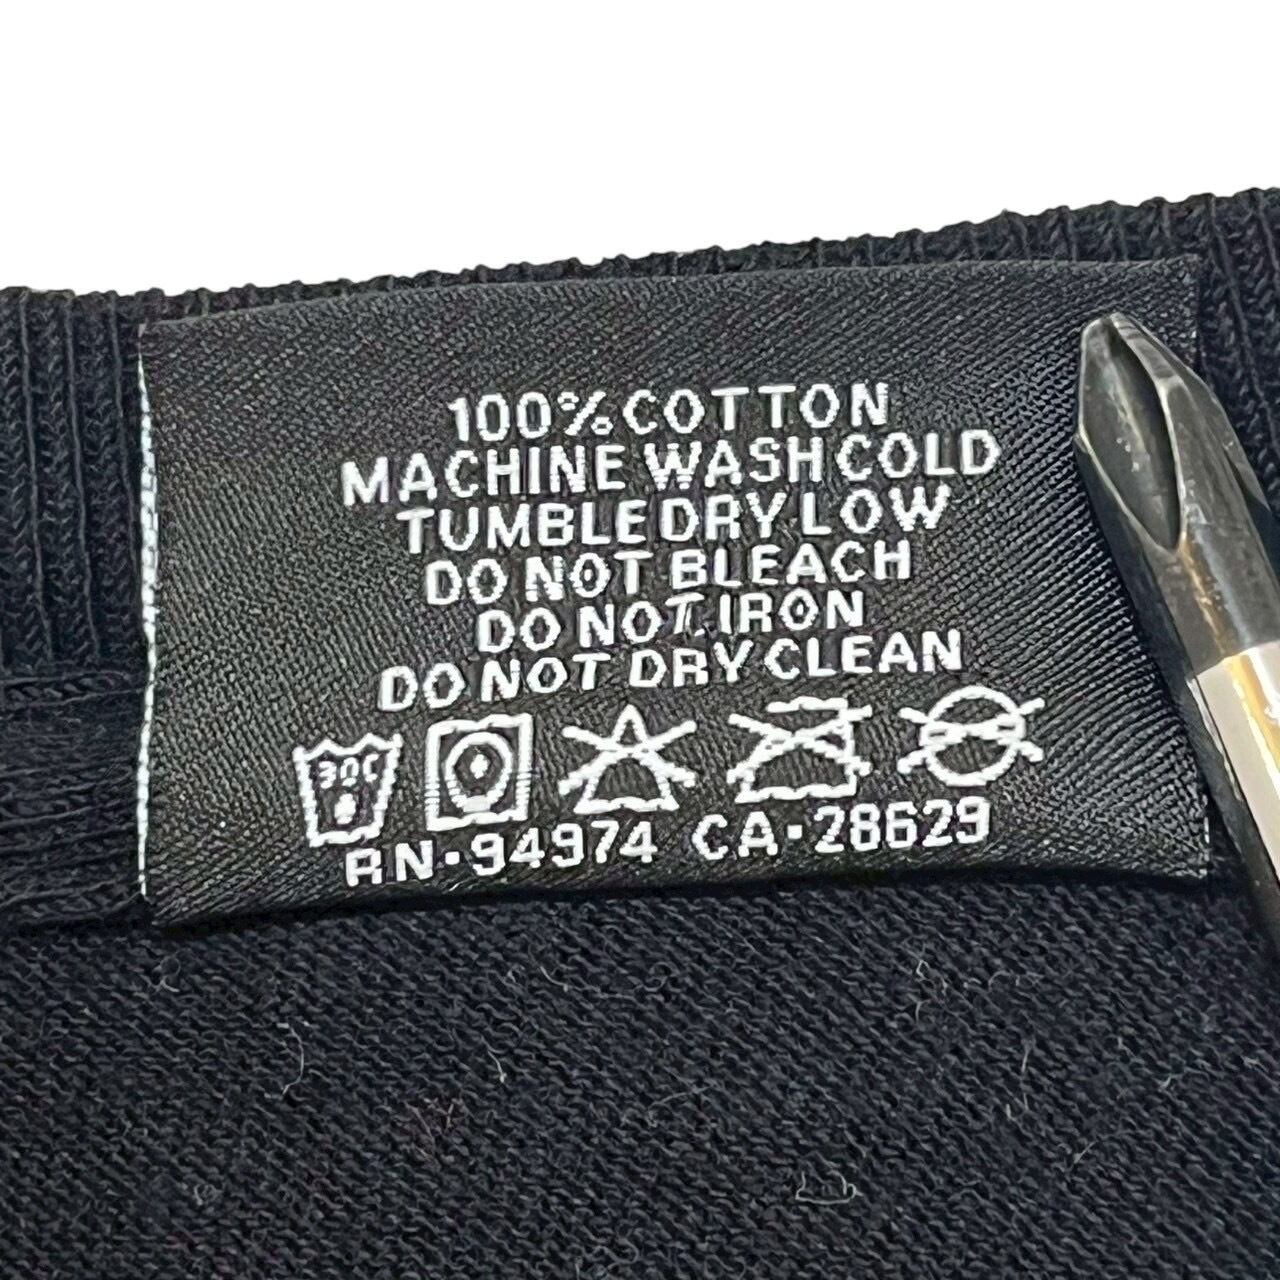 100% COTTON
MACHINE WASH COLD
TUMBLE DRY LOW
DO NOT BLEACH
DO NOT IRON
DO NOT DRY CLEAN
30C
RN·94974 CA·28629